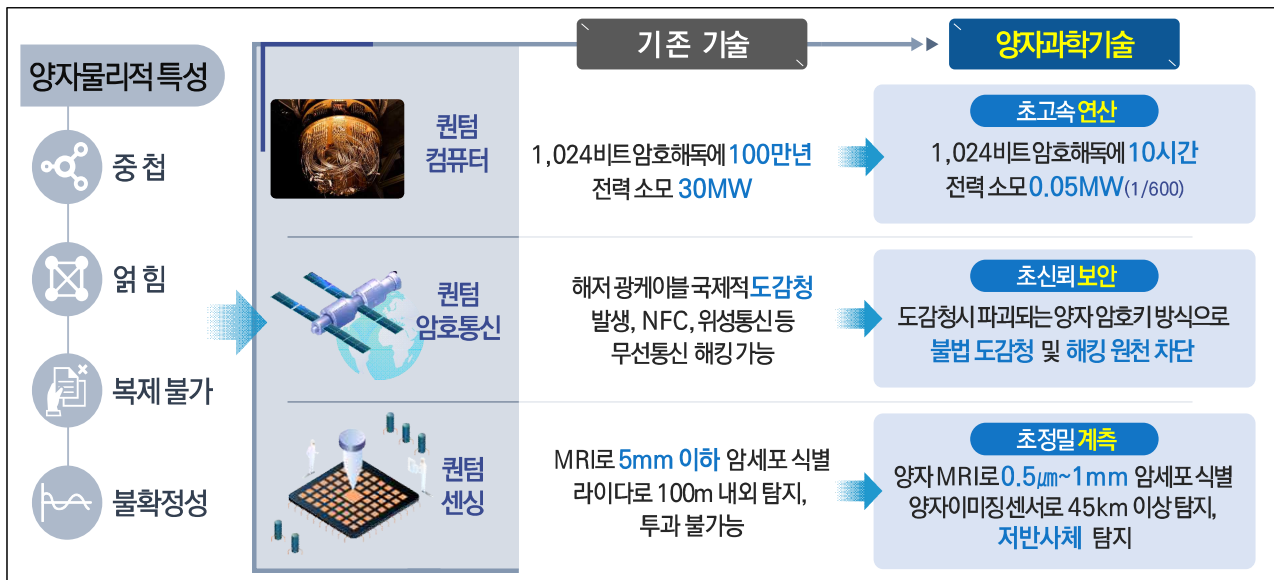 기존 기술
양자과학기술
양자물리적 특성
중첩
얽힘
복제 불가
불확정성
퀀텀
컴퓨터
1,024비트 암호해독에 100만년
전력 소모 30MW
초고속 연산
1,024비트 암호해독에 10시간
전력 소모 0.05MW(1/600)
퀀텀
암호통신
해저 광케이블 국제적 도감청
발생, NFC, 위성통신 등
무선통신 해킹 가능
초신뢰 보안
도감청시 파괴되는 양자 암호키 방식으로
불법 도감청 및 해킹 원천 차단
퀀텀
센싱
MRI로 5mm 이하 암세포 식별
라이다로 100m 내외 탐지,
투과 불가능
초정밀 계측
양자 MRI로 0.5㎛~1mm 암세포 식별
양자이미징센서로 45km 이상 탐지,
저반사체 탐지